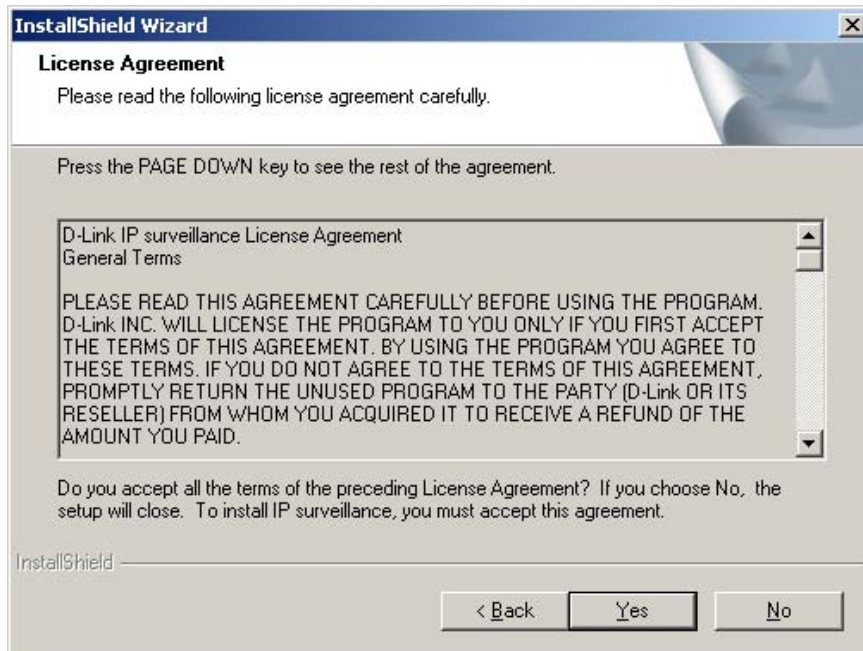 InstallShield Wizard
License Agreement
Please read the following license agreement carefully.
Press the PAGE DOWN key to see the rest of the agreement.
D-Link IP surveillance License Agreement
General Terms
PLEASE READ THIS AGREEMENT CAREFULLY BEFORE USING THE PROGRAM.
D-Link INC. WILL LICENSE THE PROGRAM TO YOU ONLY IF YOU FIRST ACCEPT
THE TERMS OF THIS AGREEMENT. BY USING THE PROGRAM YOU AGREE TO
THESE TERMS. IF YOU DO NOT AGREE TO THE TERMS OF THIS AGREEMENT,
PROMPTLY RETURN THE UNUSED PROGRAM TO THE PARTY (D-Link OR ITS
RESELLER) FROM WHOM YOU ACQUIRED IT TO RECEIVE A REFUND OF THE
AMOUNT YOU PAID.
Do you accept all the terms of the preceding License Agreement? If you choose No, the
setup will close. To install IP surveillance, you must accept this agreement.
InstallShield
< Back Yes No